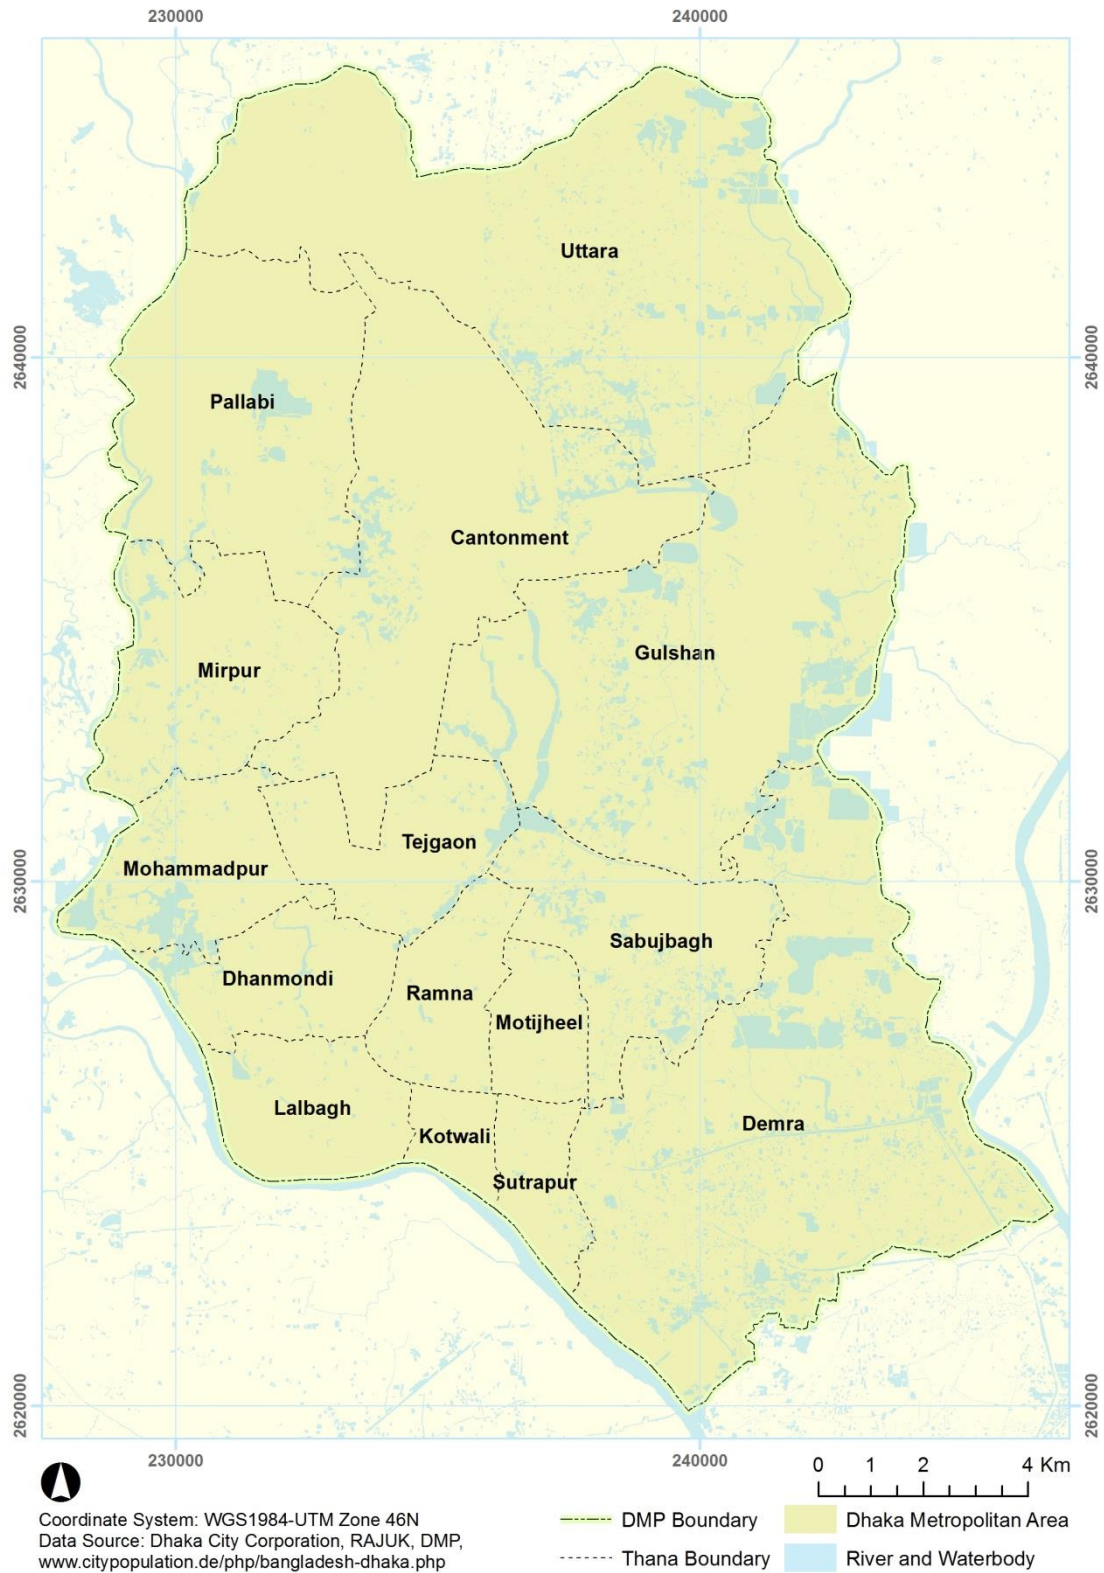 230000 240000
Uttara
2640000 2640000
Pallabi
Cantonment
Gulshan
Mirpur
Tejgaon
Mohammadpur
2630000 2630000
Sabujbagh
Dhanmondi
Ramna
Motijheel
Lalbagh
Demra
Kotwali
Sutrapur
2620000 2620000
230000 240000
0 1 2 4 Km
Coordinate System: WGS1984-UTM Zone 46N
Data Source: Dhaka City Corporation, RAJUK, DMP,
www.citypopulation.de/php/bangladesh-dhaka.php
DMP Boundary
Thana Boundary
Dhaka Metropolitan Area
River and Waterbody